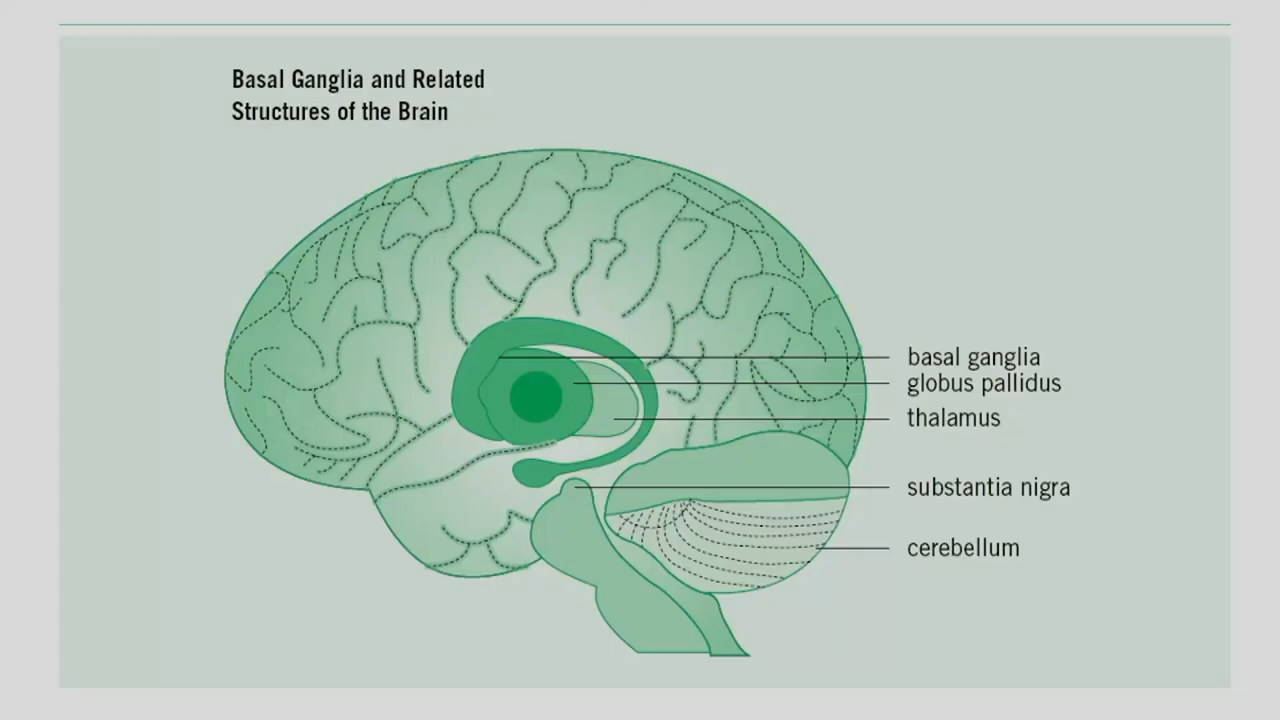 Basal Ganglia and Related
Structures of the Brain
basal ganglia
globus pallidus
thalamus
substantia nigra
cerebellum